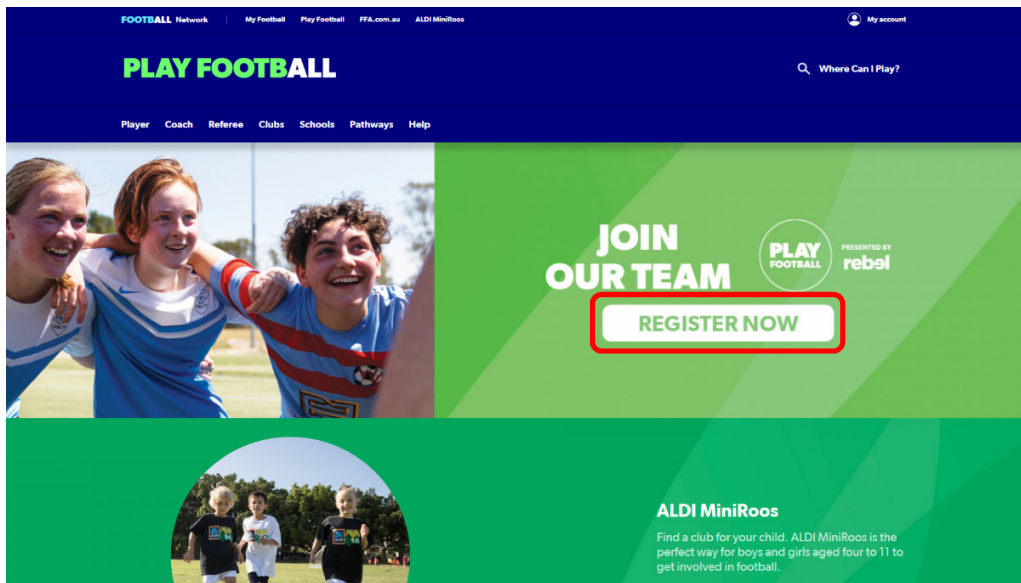 FOOTBALL Network
My Football Play Football FFA.com.au ALDI MiniRoos
My account
PLAY FOOTBALL
Where Can I Play?
Player Coach Referee Clubs Schools Pathways Help
JOIN
OUR TEAM
PLAY
FOOTBALL
PRESENTED BY
rebel
REGISTER NOW
ALDI MiniRoos
Find a club for your child. ALDI MiniRoos is the
perfect way for boys and girls aged four to 11 to
get involved in football.